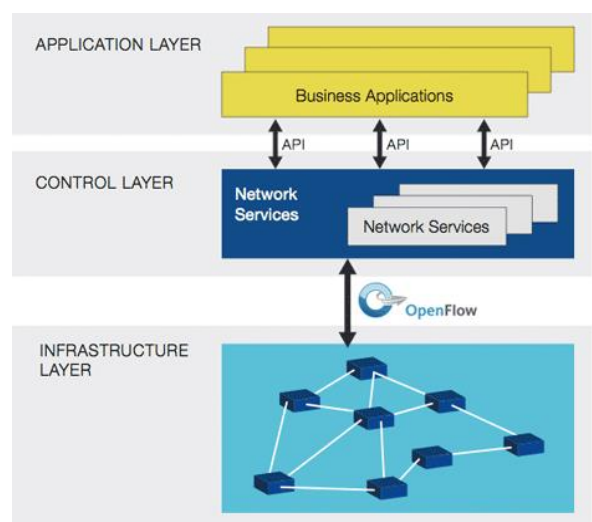 APPLICATION LAYER
Business Applications
API
API
API
CONTROL LAYER
Network
Services
Network Services
OpenFlow
INFRASTRUCTURE
LAYER